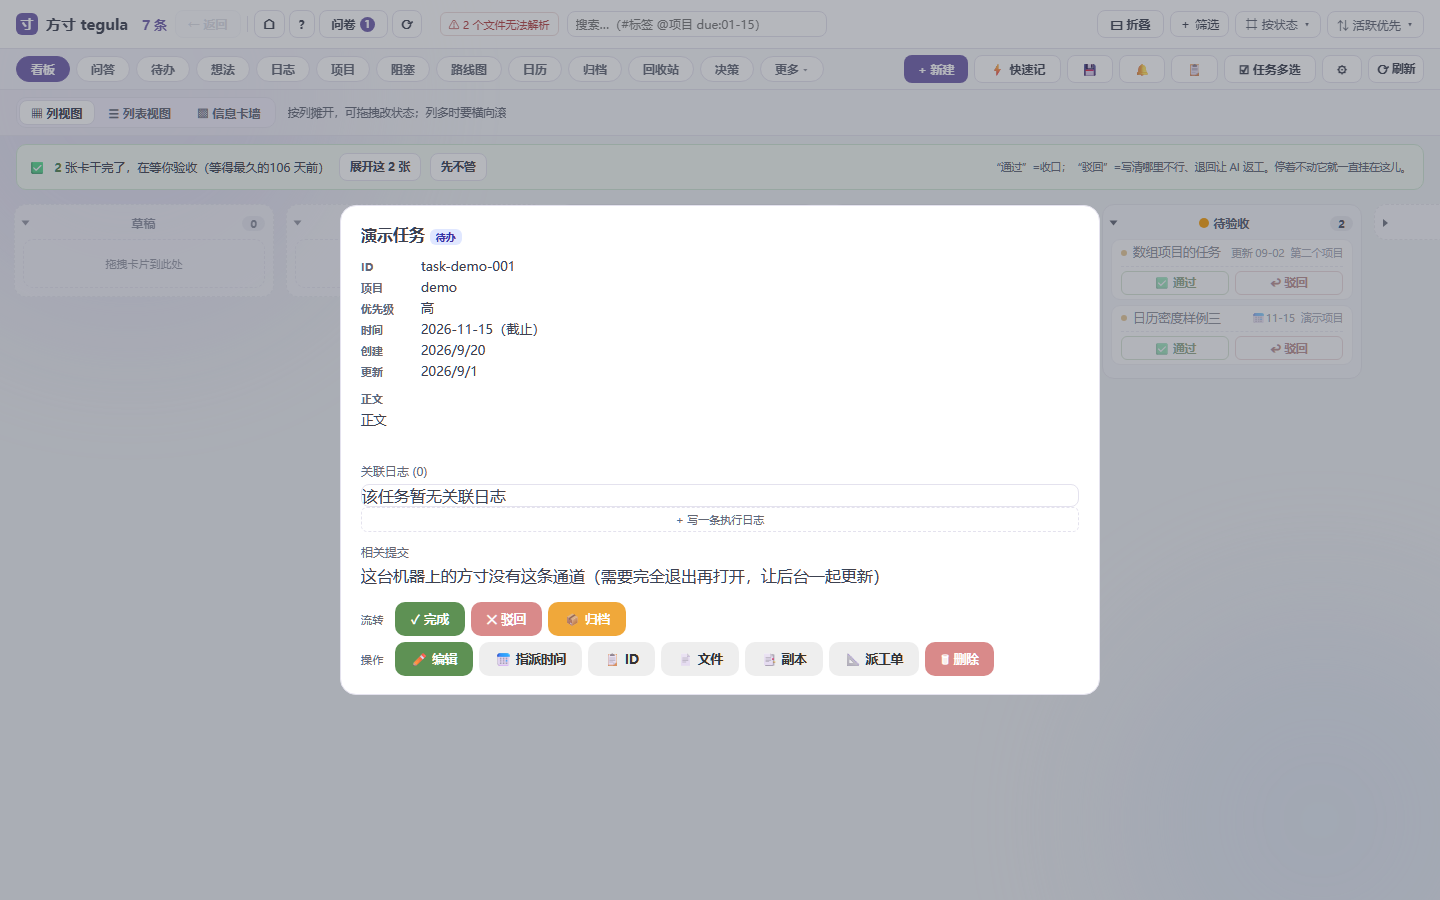 寸 方寸 tegula 7 条 ← 返回 ? 问卷 1 ⚠ 2 个文件无法解析 搜索... (#标签 @项目 due:01-15) 折叠 + 筛选 按状态 活跃优先
看板 问答 待办 想法 日志 项目 阻塞 路线图 日历 归档 回收站 决策 更多 + 新建 快速记 任务多选 刷新
列视图 列表视图 信息卡墙 按列摊开，可拖拽改状态；列多时要横向滚
2 张卡干完了，在等你验收（等得最久的106 天前） 展开这 2 张 先不管 “通过”=收口；“驳回”=写清哪里不行、退回让 AI 返工。停着不动它就一直挂在这儿。
草稿 0
拖拽卡片到此处
待验收 2
数组项目的任务 更新 09-02 第二个项目
通过 驳回
日历密度样例三 11-15 演示项目
通过 驳回
演示任务 待办
ID task-demo-001
项目 demo
优先级 高
时间 2026-11-15（截止）
创建 2026/9/20
更新 2026/9/1
正文
正文
关联日志 (0)
该任务暂无关联日志
+ 写一条执行日志
相关提交
这台机器上的方寸没有这条通道（需要完全退出再打开，让后台一起更新）
流转 ✓ 完成 ✕ 驳回 归档
操作 编辑 指派时间 ID 文件 副本 派工单 删除